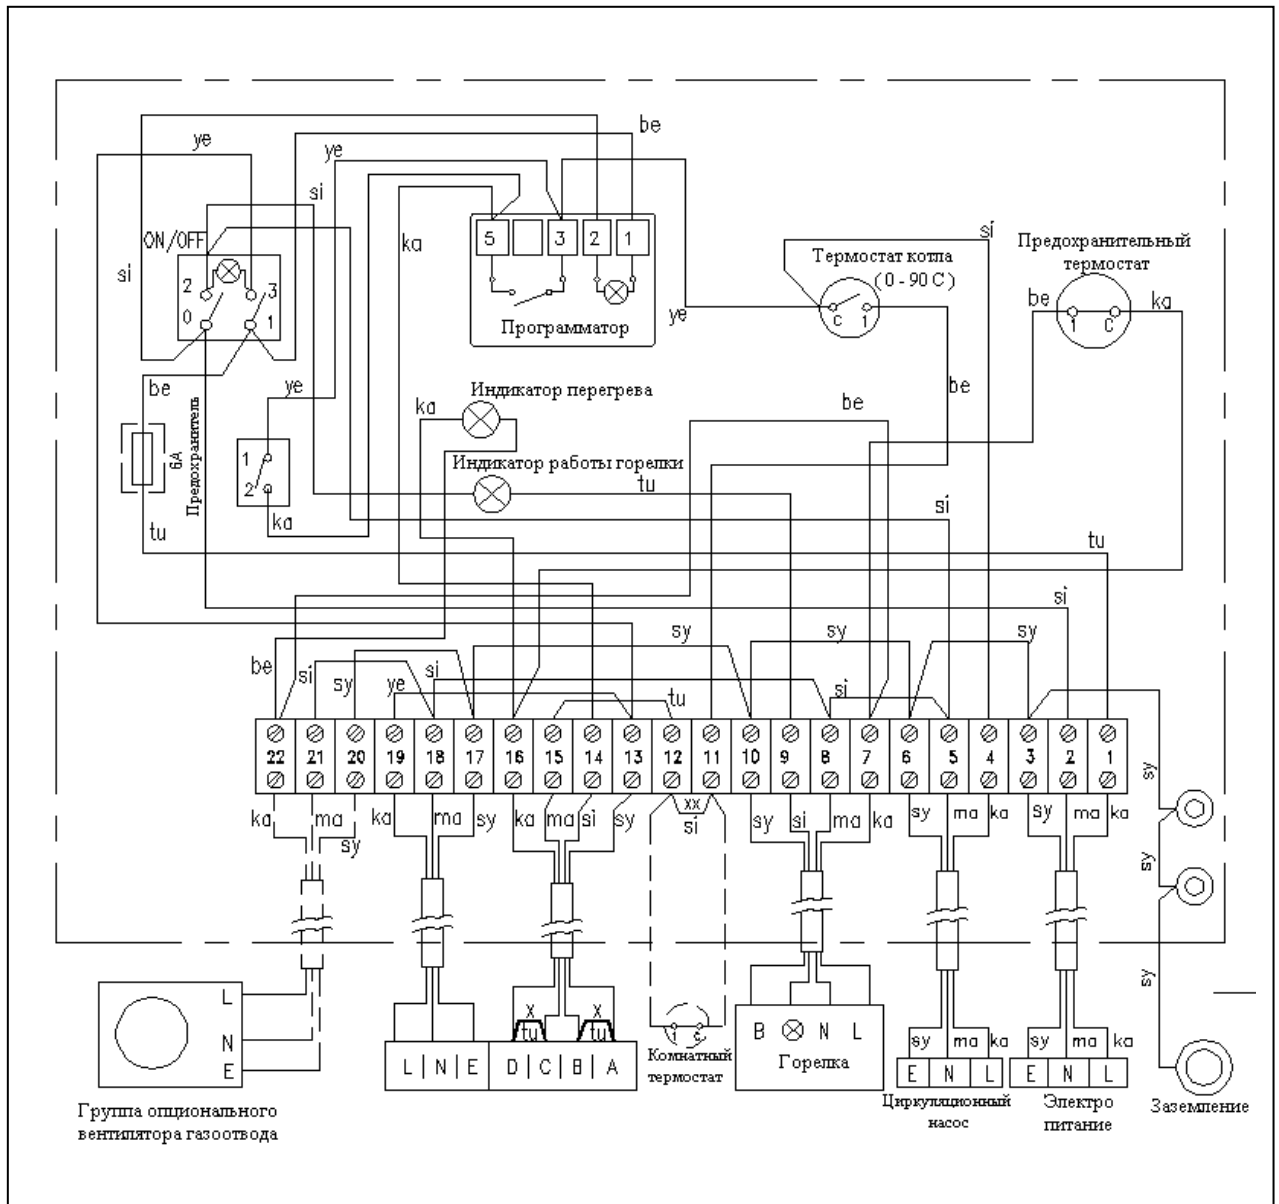 be
ye
ye
si
ON/OFF
ka
5 3 2 1
si
Предохранительный
термостат
Термостат котла
(0-90 C)
si
2 3
0 1
be ka
C 1
1 C
Программатор
ye
be
ye
Индикатор перегрева
be
ka
be
6A
Предохранитель
1
2
Индикатор работы горелки
tu
ka
si
tu
tu
si
sy
sy
sy
be
si
sy
ye
si
si
tu
22 21 20 19 18 17 16 15 14 13 12 11 10 9 8 7 6 5 4 3 2 1
sy
ka ma sy ka ma sy ka ma si sy xx si sy si ma ka sy ma ka sy ma ka
sy
sy
L
N
E
x x
tu tu
L N E D C B A
1 C
Комнатный
термостат
B N L
Горелка
sy ma ka sy ma ka
E N L E N L
Циркуляционный
насос
Электро
питание
Заземление
Группа опционального
вентилятора газоотвода